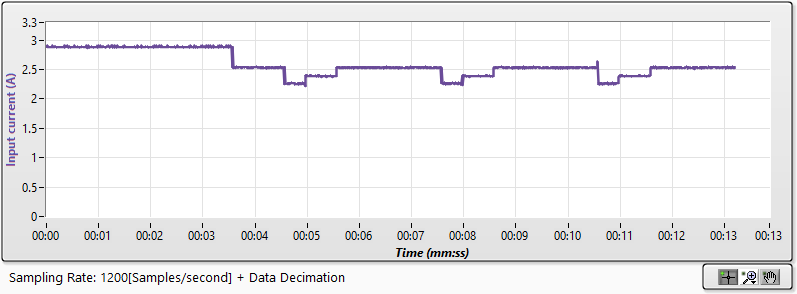 3.3
3
2.5
2
1.5
1
0.5
0
Input current (A)
00:00 00:01 00:02 00:03 00:04 00:05 00:07 00:08 00:09 00:10 00:11 00:12 00:13 00:13
Time (mm:ss)
Sampling Rate: 1200[Samples/second] + Data Decimation